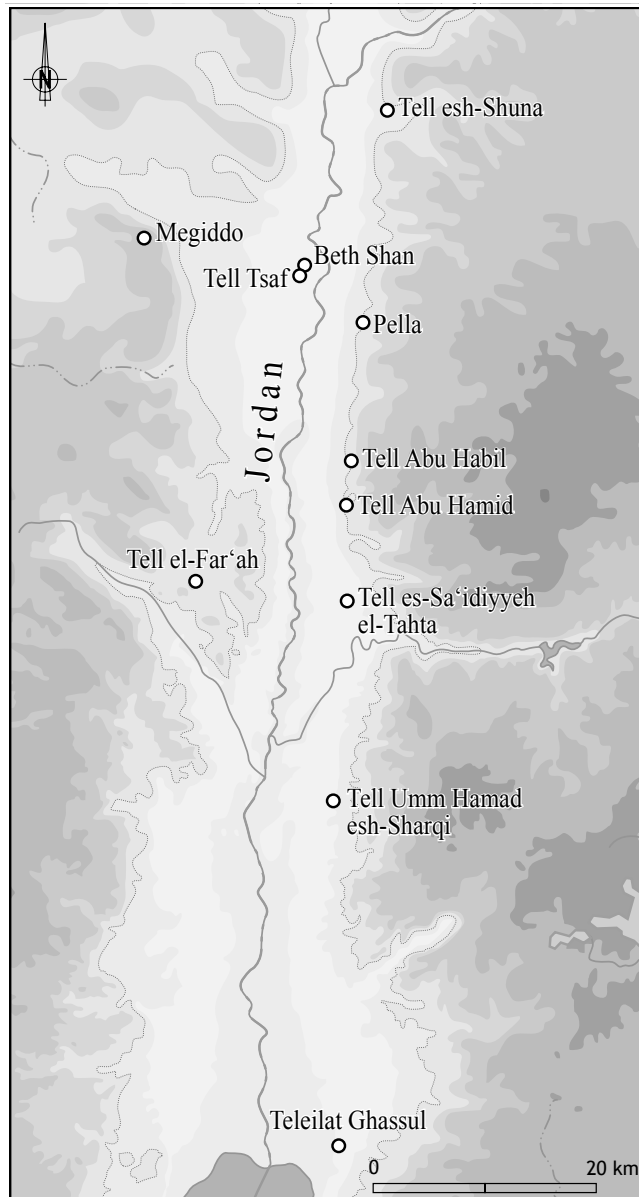 N
Tell esh-Shuna
Megiddo
Beth Shan
Tell Tsaf
Pella
Jordan
Tell Abu Habil
Tell Abu Hamid
Tell el-Far‘ah
Tell es-Sa‘idiyyeh
el-Tahta
Tell Umm Hamad
esh-Sharqi
Teleilat Ghassul
0 20 km